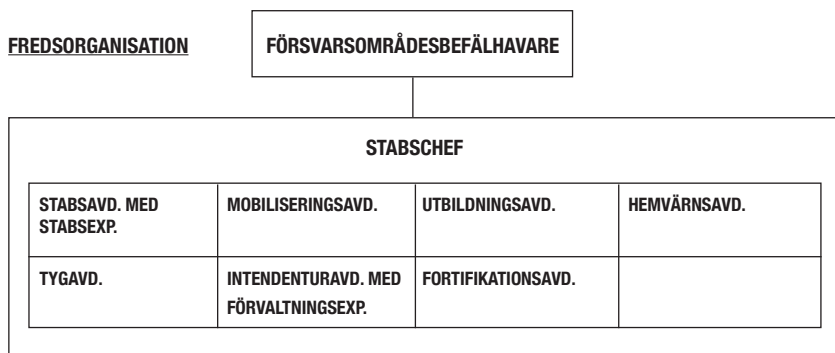 FREDSORGANISATION
FÖRSVARSOMRÅDESBEFÄLHAVARE
STABSCHEF
STABSAVD. MED
STABSEXP.
MOBILISERINGSAVD.
UTBILDNINGSAVD.
HEMVÄRNSAVD.
TYGAVD.
INTENDENTURAVD. MED
FÖRVALTNINGSEXP.
FORTIFIKATIONSAVD.